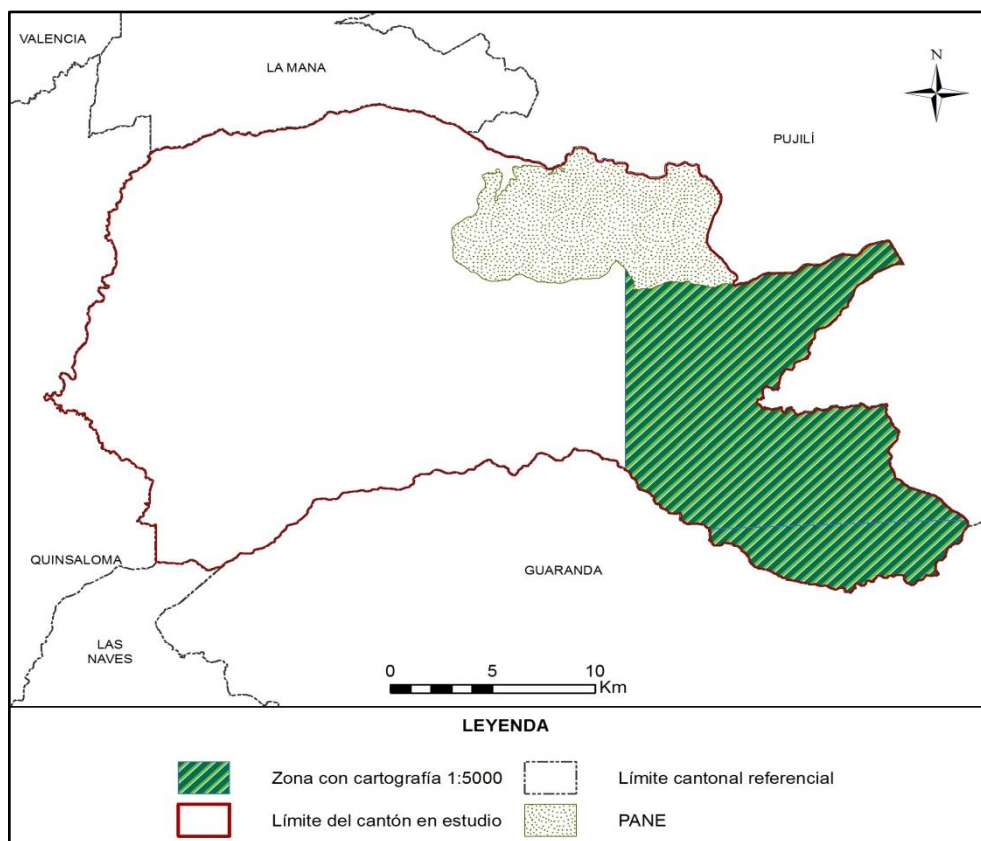 VALENCIA
LA MANA
N
PUJILÍ
QUINSALOMA
GUARANDA
LAS
NAVES
0 5 10
Km
LEYENDA
Zona con cartografía 1:5000
Límite cantonal referencial
Límite del cantón en estudio
PANE